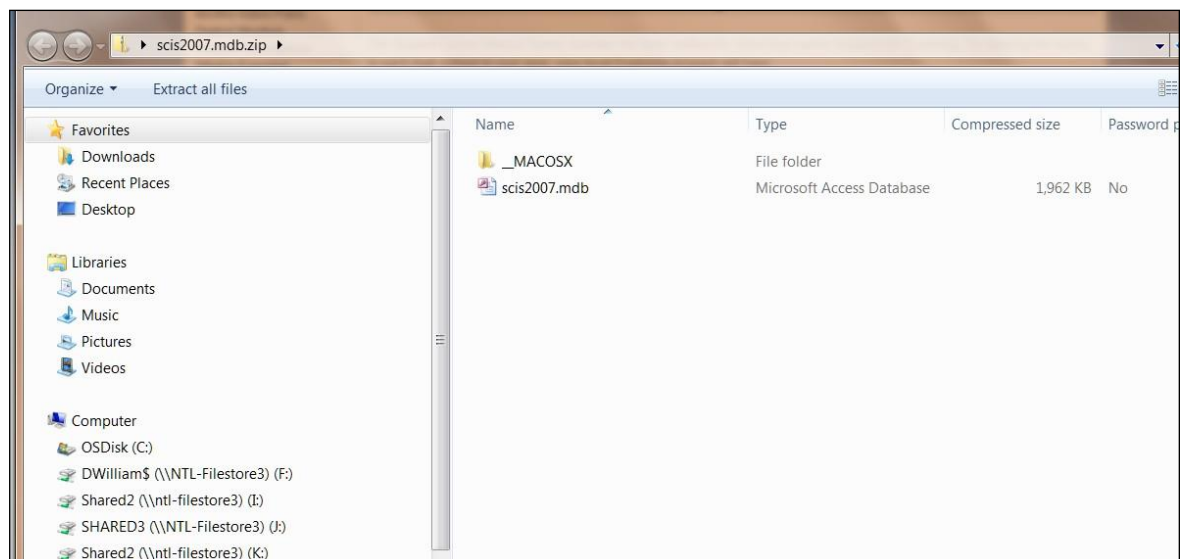 scis2007.mdb.zip
Organize Extract all files
Favorites
Downloads
Recent Places
Desktop
Libraries
Documents
Music
Pictures
Videos
Computer
OSDisk (C:)
DWilliam$ (\\NTL-Filestore3) (F:)
Shared2 (\\ntl-filestore3) (I:)
SHARED3 (\\NTL-Filestore3) (J:)
Shared2 (\\ntl-filestore3) (K:)
Name Type Compressed size Password p
__MACOSX File folder
scis2007.mdb Microsoft Access Database 1,962 KB No